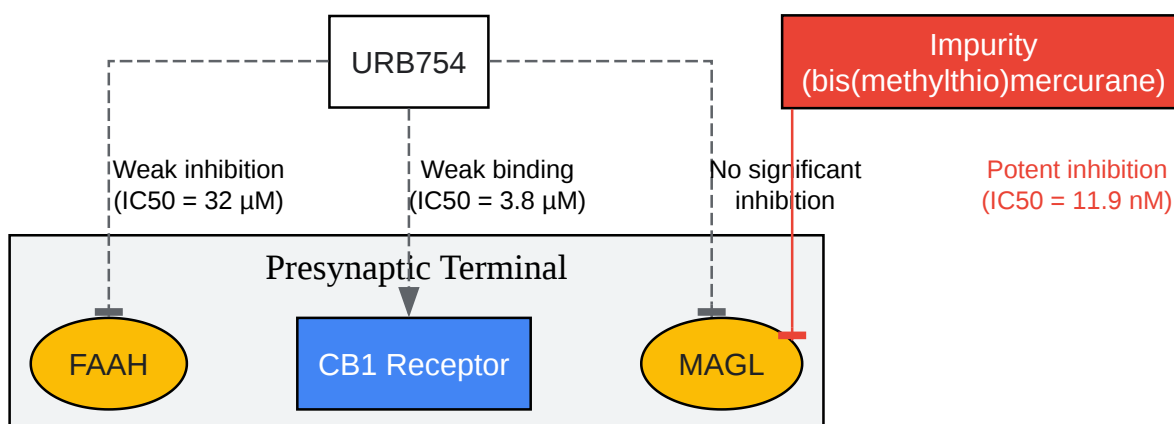 URB754
Impurity
(bis(methylthio)mercurane)
Weak inhibition
(IC50 = 32 µM)
Weak binding
(IC50 = 3.8 µM)
No significant
inhibition
Potent inhibition
(IC50 = 11.9 nM)
Presynaptic Terminal
FAAH
CB1 Receptor
MAGL